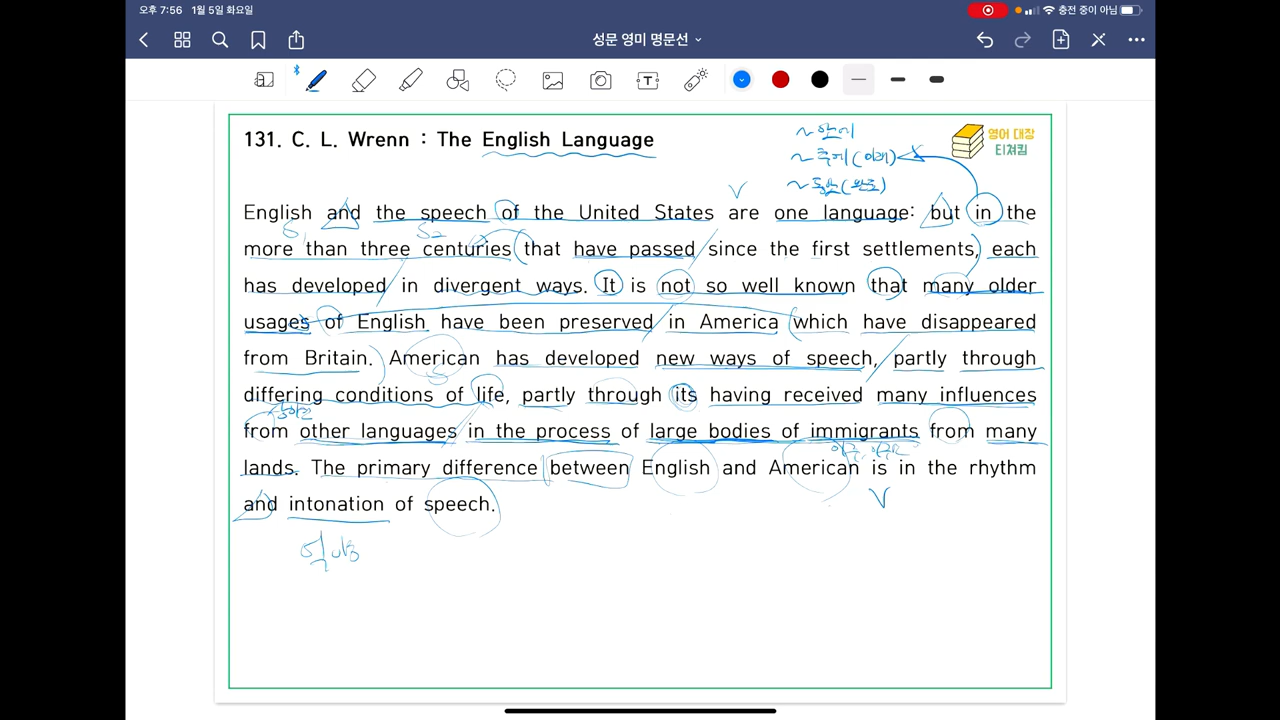 오후 7:56 1월 5일 화요일
충전 중이 아님
성문 영미 명문선
T
131. C. L. Wrenn : The English Language
영어 대장
티쳐킴
~안에
~후에(이래)
~동안(완료)
English and the speech of the United States are one language: but in the
S₁ S₂
more than three centuries (that have passed since the first settlements) each
has developed in divergent ways. It is not so well known that many older
usages of English have been preserved in America (which have disappeared
from Britain.) American has developed new ways of speech, partly through
S
differing conditions of life, partly through its having received many influences
from other languages in the process of large bodies of immigrants from many
lands. The primary difference between English and American is in the rhythm
and intonation of speech.
억양